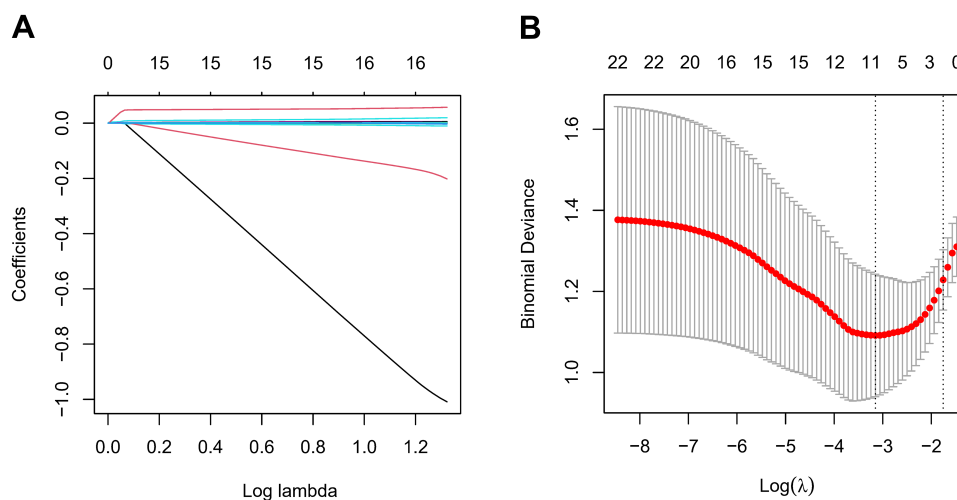 A
0 15 15 15 15 16 16
Coefficients
0.0
−0.2
−0.4
−0.6
−0.8
−1.0
0.0 0.2 0.4 0.6 0.8 1.0 1.2
Log lambda
B
22 22 20 16 15 15 12 11 5 3 0
Binomial Deviance
1.6
1.4
1.2
1.0
−8 −7 −6 −5 −4 −3 −2
Log(λ)